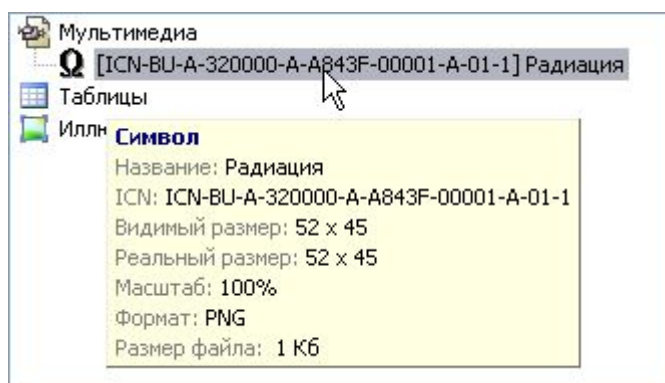 Мультимедиа
Ω [ICN-BU-A-320000-A-A843F-00001-A-01-1] Радиация
Таблицы
Илл
Символ
Название: Радиация
ICN: ICN-BU-A-320000-A-A843F-00001-A-01-1
Видимый размер: 52 x 45
Реальный размер: 52 x 45
Масштаб: 100%
Формат: PNG
Размер файла: 1 Кб